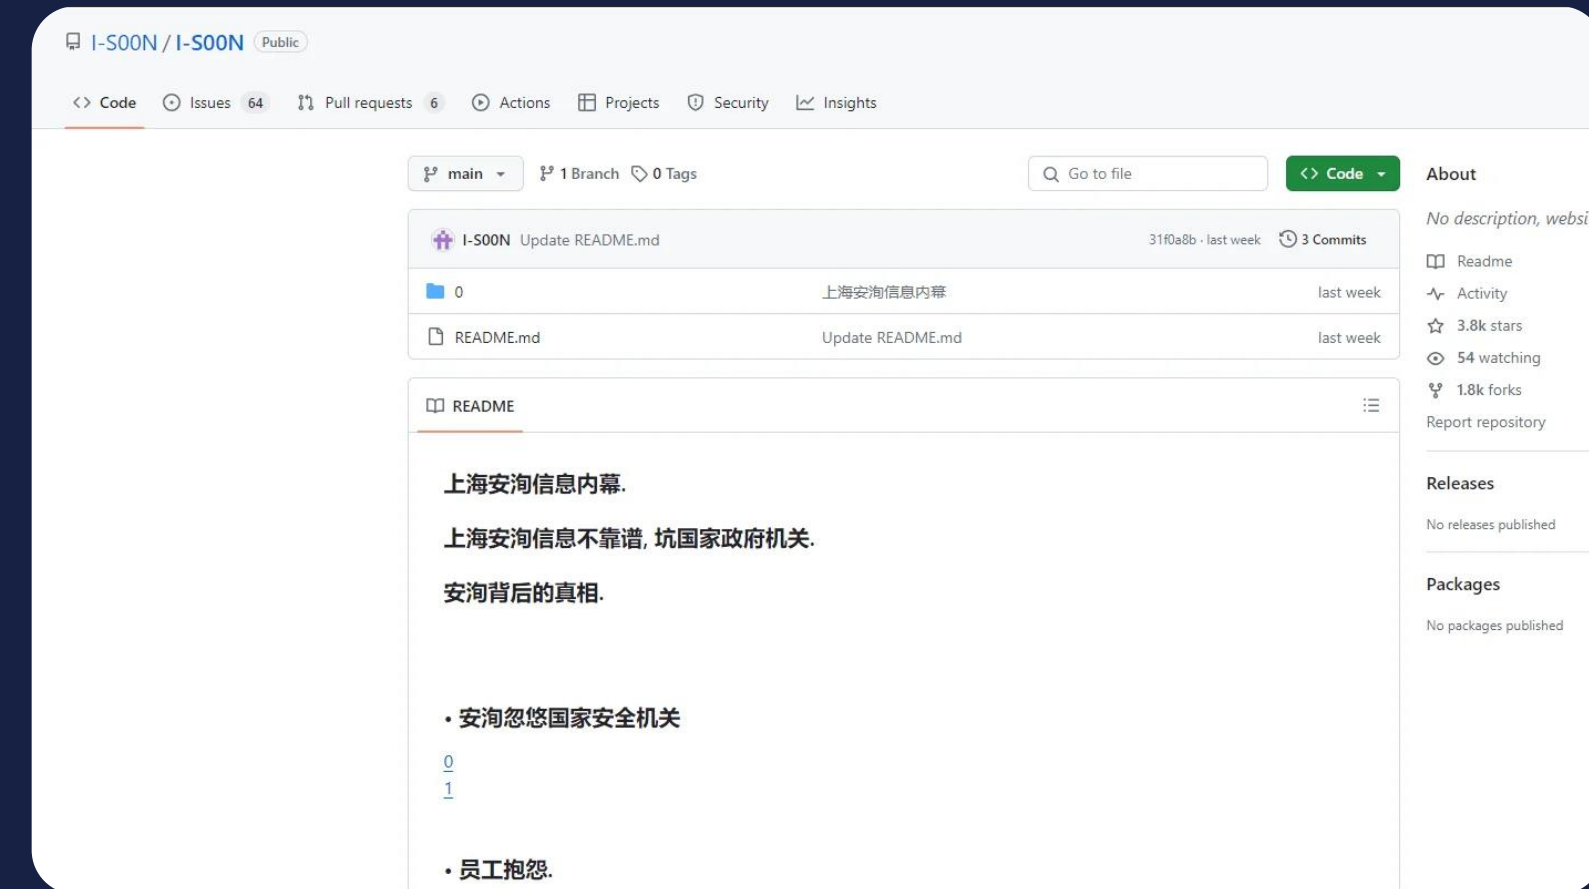 I-S00N / I-S00N Public
Code Issues 64 Pull requests 6 Actions Projects Security Insights
main 1 Branch 0 Tags Go to file Code
I-S00N Update README.md 31f0a8b · last week 3 Commits
0 上海安洵信息内幕 last week
README.md Update README.md last week
README
上海安洵信息内幕.
上海安洵信息不靠谱, 坑国家政府机关.
安洵背后的真相.
• 安洵忽悠国家安全机关
0
1
• 员工抱怨.
About
No description, websi
Readme
Activity
3.8k stars
54 watching
1.8k forks
Report repository
Releases
No releases published
Packages
No packages published